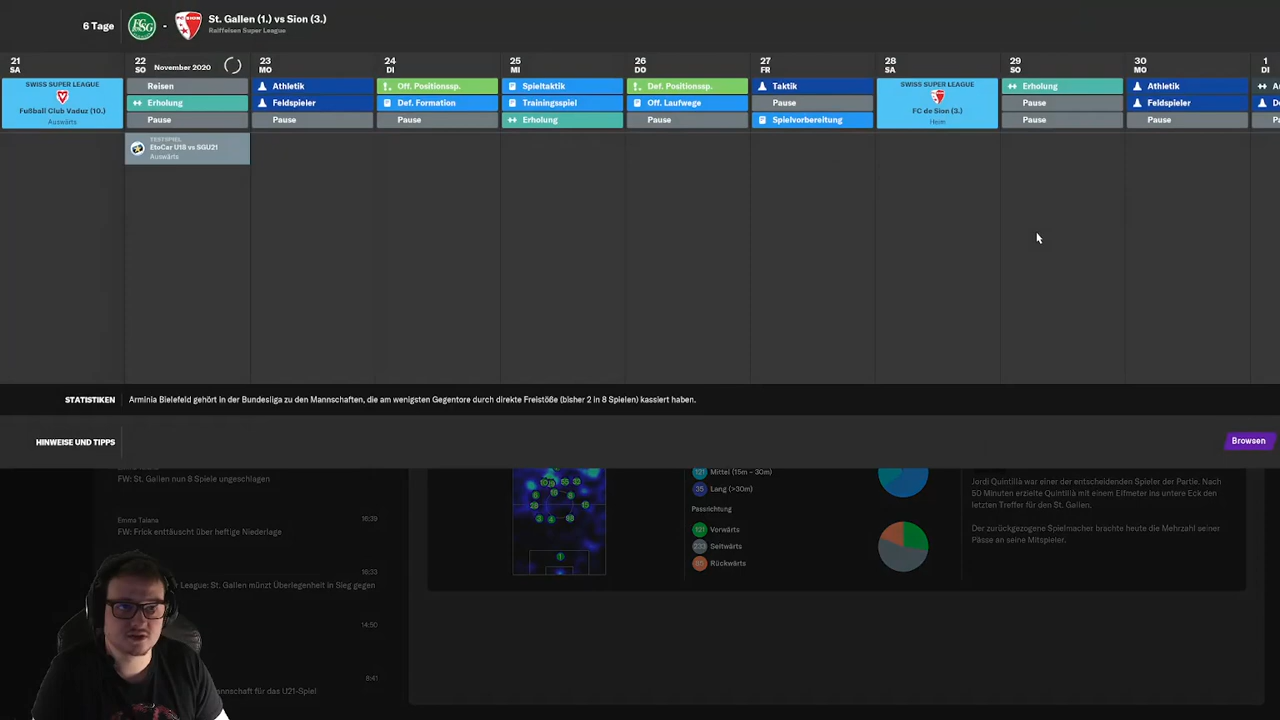 6 Tage
St. Gallen (1.) vs Sion (3.)
Raiffeisen Super League
21
SA
22
SO
November 2020
23
MO
24
DI
25
MI
26
DO
27
FR
28
SA
29
SO
30
MO
1
DI
SWISS SUPER LEAGUE
Fußball Club Vaduz (10.)
Auswärts
Reisen
Erholung
Pause
Athletik
Feldspieler
Pause
Off. Positionssp.
Def. Formation
Pause
Spieltaktik
Trainingsspiel
Erholung
Def. Positionssp.
Off. Laufwege
Pause
Taktik
Pause
Spielvorbereitung
SWISS SUPER LEAGUE
FC de Sion (3.)
Heim
Erholung
Pause
Pause
Athletik
Feldspieler
Pause
TESTSPIEL
EtoCar U18 vs SGU21
Auswärts
STATISTIKEN
Arminia Bielefeld gehört in der Bundesliga zu den Mannschaften, die am wenigsten Gegentore durch direkte Freistöße (bisher 2 in 8 Spielen) kassiert haben.
HINWEISE UND TIPPS
Browsen
FW: St. Gallen nun 8 Spiele ungeschlagen
Emma Taiana
16:39
FW: Frick enttäuscht über heftige Niederlage
16:33
League: St. Gallen münzt Überlegenheit in Sieg gegen
14:50
8:41
annschaft für das U21-Spiel
121 Mittel (15m - 30m)
35 Lang (>30m)
Passrichtung
121 Vorwärts
233 Seitwärts
Rückwärts
Jordi Quintillà war einer der entscheidenden Spieler der Partie. Nach
50 Minuten erzielte Quintillà mit einem Elfmeter ins untere Eck den
letzten Treffer für den St. Gallen.
Der zurückgezogene Spielmacher brachte heute die Mehrzahl seiner
Pässe an seine Mitspieler.